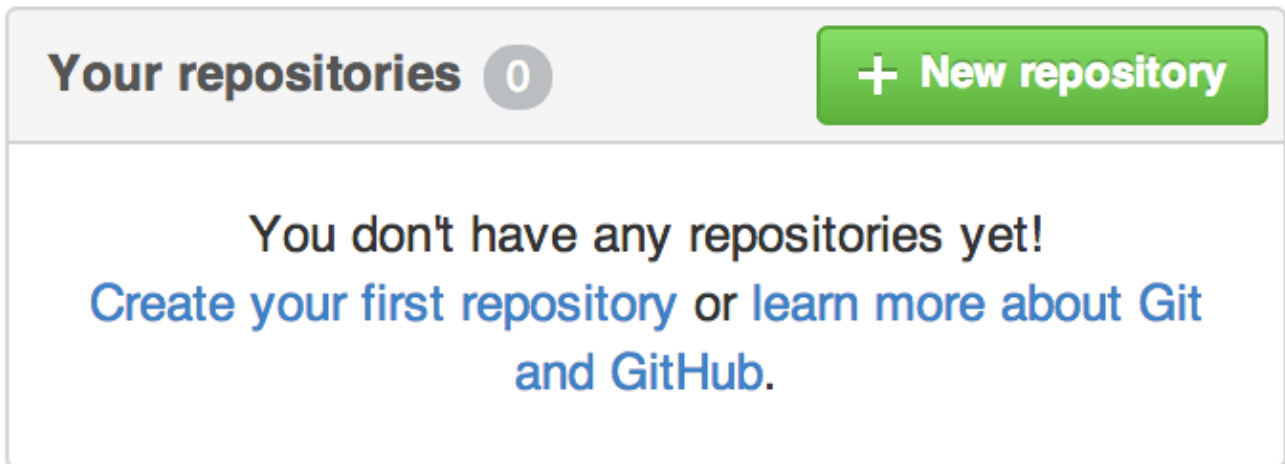 Your repositories 0 + New repository
You don't have any repositories yet!
Create your first repository or learn more about Git
and GitHub.